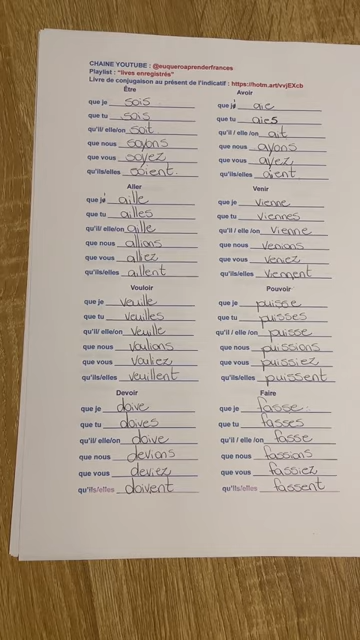 CHAINE YOUTUBE : @euqueroaprenderfrances
Playlist : "lives enregistrés"
Livre de conjugaison au présent de l'indicatif : https://hotm.art/vvjEXcb
Être
que je sois
que tu sois
qu'il/ elle/on soit
que nous soyons
que vous soyez
qu'ils/elles soient.
Avoir
que j' aie
que tu aies
qu'il / elle /on ait
que nous ayons
que vous ayez
qu'ils/elles aient
Aller
que j' aille
que tu ailles
qu'il/ elle/on aille
que nous allions
que vous alliez
qu'ils/elles aillent
Venir
que je vienne
que tu viennes
qu'il / elle /on vienne
que nous venions
que vous veniez
qu'ils/elles viennent
Vouloir
que je veuille
que tu veuilles
qu'il/ elle/on veuille
que nous voulions
que vous vouliez
qu'ils/elles veuillent
Pouvoir
que je puisse
que tu puisses
qu'il / elle /on puisse
que nous puissions
que vous puissiez
qu'ils/elles puissent
Devoir
que je doive
que tu doives
qu'il/ elle/on doive
que nous devions
que vous deviez
qu'ils/elles doivent
Faire
que je fasse
que tu fasses
qu'il / elle /on fasse
que nous fassions
que vous fassiez
qu'ils/elles fassent